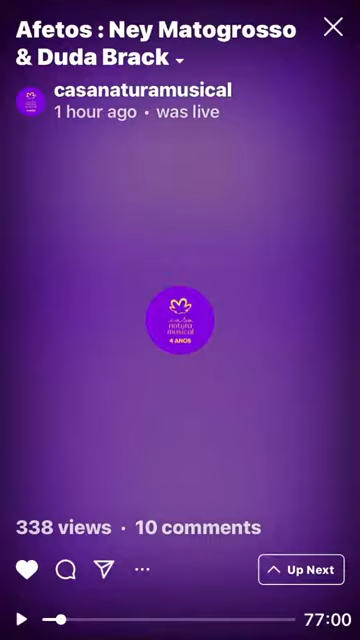 Afetos : Ney Matogrosso
& Duda Brack
casanaturamusical
1 hour ago · was live
casa
natura
musical
4 ANOS
338 views · 10 comments
Up Next
77:00